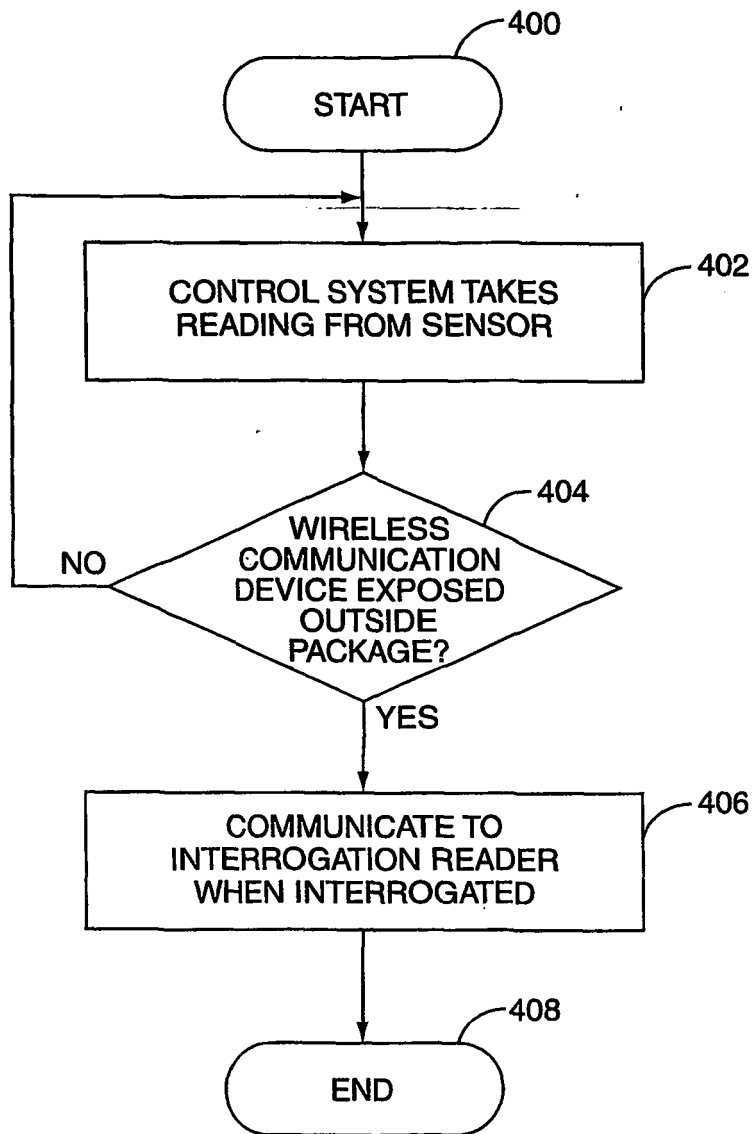 400
START
402
CONTROL SYSTEM TAKES
READING FROM SENSOR
404
WIRELESS
COMMUNICATION
DEVICE EXPOSED
OUTSIDE
PACKAGE?
NO
YES
406
COMMUNICATE TO
INTERROGATION READER
WHEN INTERROGATED
408
END